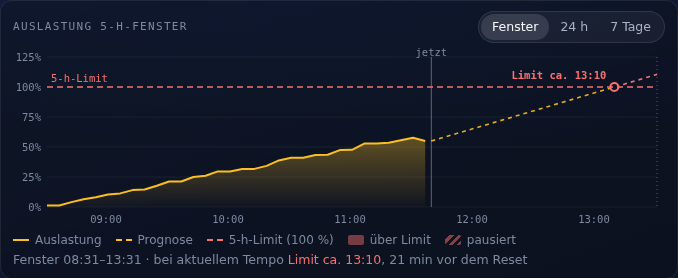 AUSLASTUNG 5-H-FENSTER
Fenster 24 h 7 Tage
jetzt
125%
5-h-Limit
Limit ca. 13:10
100%
75%
50%
25%
0%
09:00 10:00 11:00 12:00 13:00
Auslastung Prognose 5-h-Limit (100 %) über Limit pausiert
Fenster 08:31–13:31 · bei aktuellem Tempo Limit ca. 13:10, 21 min vor dem Reset